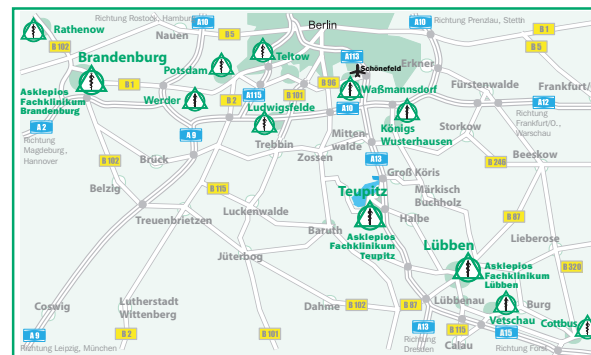 Richtung Rostock, Hamburg
A10
Berlin
A10
Richtung Prenzlau, Stettin
Rathenow
Nauen
B 5
B 1
B 102
Teltow
A113
B 5
Brandenburg
Potsdam
Schönefeld
Erkner
B 1
B 96
Waßmannsdorf
Fürstenwalde
Frankfurt/
Asklepios
Fachklinikum
Brandenburg
Werder
B 2
A115
B 101
A10
A12
Ludwigsfelde
Königs
Wusterhausen
Richtung
Frankfurt/O.,
Warschau
A 2
A 9
Storkow
Richtung
Magdeburg,
Hannover
Trebbin
Mitten
walde
B 102
Brück
Zossen
A13
B 246
Beeskow
Groß Köris
Belzig
B 115
Teupitz
Märkisch
Buchholz
Treuenbrietzen
Luckenwalde
Halbe
B 87
Baruth
Asklepios
Fachklinikum
Teupitz
Lübben
Lieberose
Jüterbog
Asklepios
Fachklinikum
Lübben
B 320
Coswig
Lutherstadt
Wittenberg
Dahme
B 102
B 87
Lübbenau
Burg
Vetschau
Cottbus
A 9
B 2
B 101
A13
B 115
A15
Richtung Leipzig, München
Richtung
Dresden
Calau
Richtung Forst